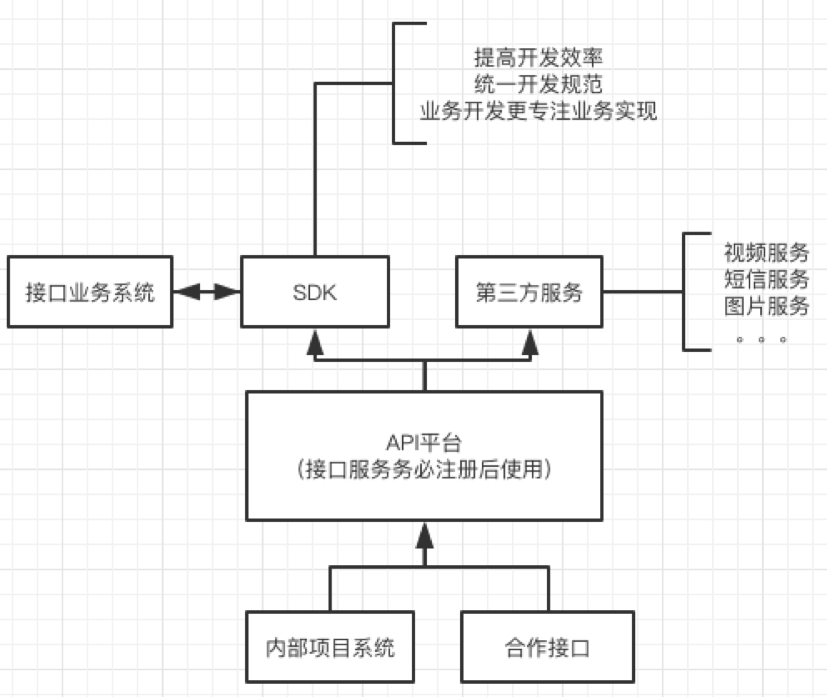 提高开发效率
统一开发规范
业务开发更专注业务实现
接口业务系统
SDK
第三方服务
视频服务
短信服务
图片服务
。。。
API平台
（接口服务务必注册后使用）
内部项目系统
合作接口